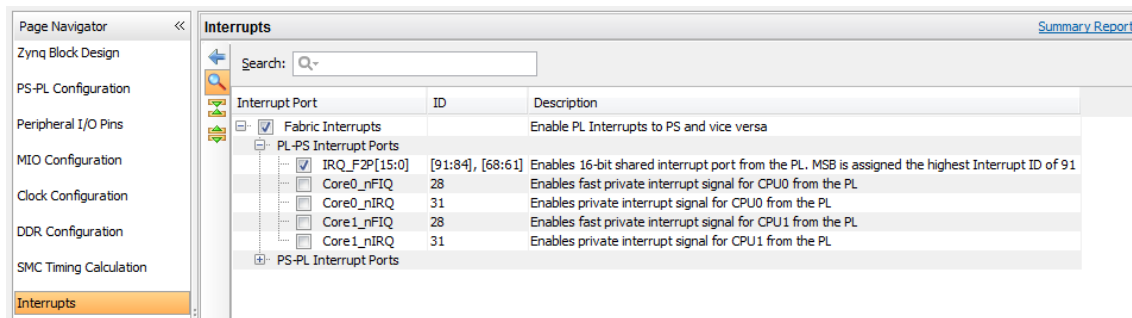 Page Navigator
Zynq Block Design
PS-PL Configuration
Peripheral I/O Pins
MIO Configuration
Clock Configuration
DDR Configuration
SMC Timing Calculation
Interrupts
Interrupts Summary Report
Search:
Interrupt Port ID Description
Fabric Interrupts Enable PL Interrupts to PS and vice versa
PL-PS Interrupt Ports
IRQ_F2P[15:0] [91:84], [68:61] Enables 16-bit shared interrupt port from the PL. MSB is assigned the highest Interrupt ID of 91
Core0_nFIQ 28 Enables fast private interrupt signal for CPU0 from the PL
Core0_nIRQ 31 Enables private interrupt signal for CPU0 from the PL
Core1_nFIQ 28 Enables fast private interrupt signal for CPU1 from the PL
Core1_nIRQ 31 Enables private interrupt signal for CPU1 from the PL
PS-PL Interrupt Ports